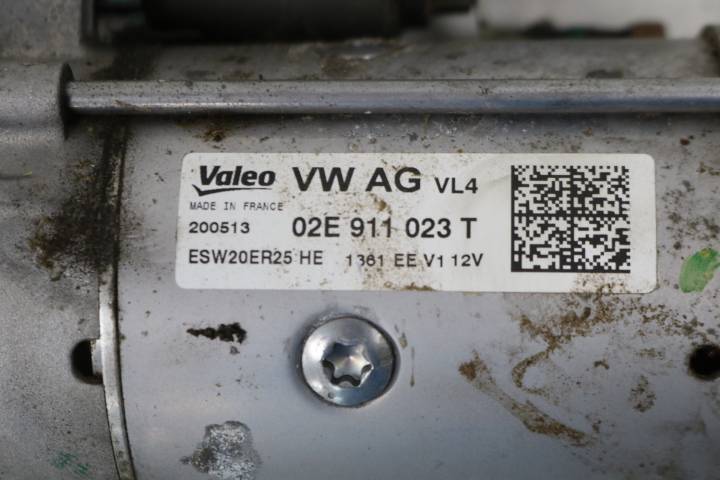 Valeo VW AG VL4
MADE IN FRANCE
200513 02E 911 023 T
ESW20ER25 HE 1361 EE V1 12V